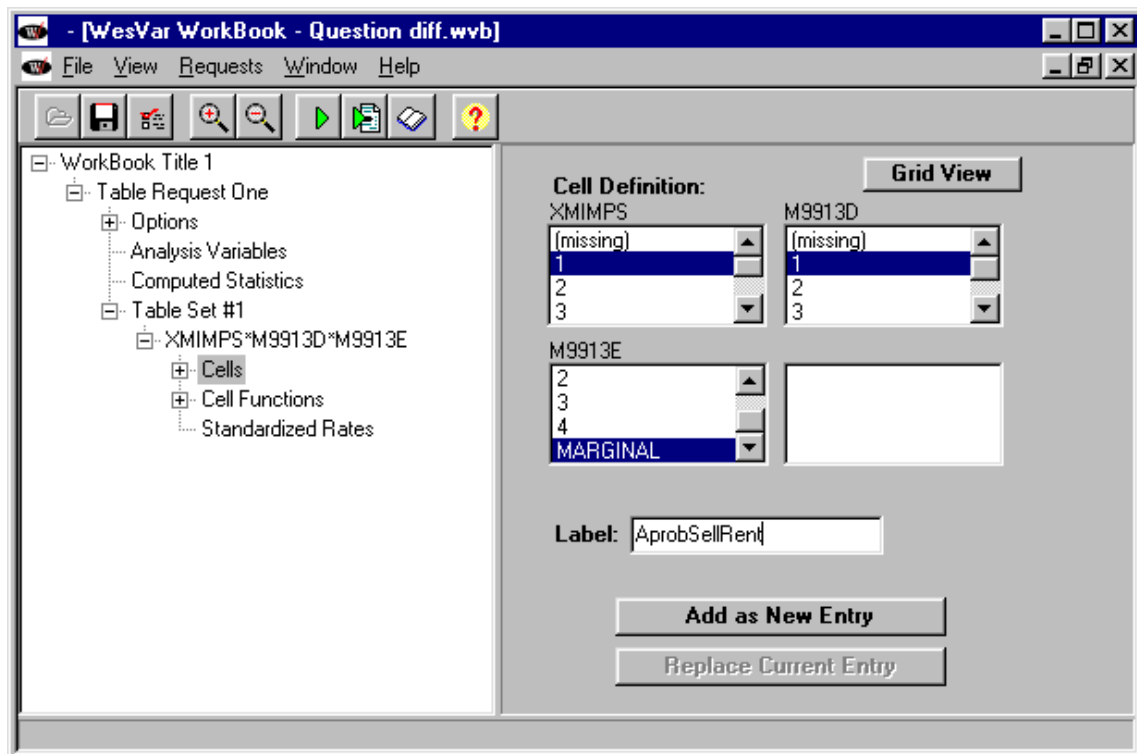 - [WesVar WorkBook - Question diff.wvb]
File View Requests Window Help
WorkBook Title 1
Table Request One
Options
Analysis Variables
Computed Statistics
Table Set #1
XMIMPS*M9913D*M9913E
Cells
Cell Functions
Standardized Rates
Grid View
Cell Definition:
XMIMPS M9913D
(missing) (missing)
1 1
2 2
3 3
M9913E
2
3
4
MARGINAL
Label: AprobSellRent
Add as New Entry
Replace Current Entry